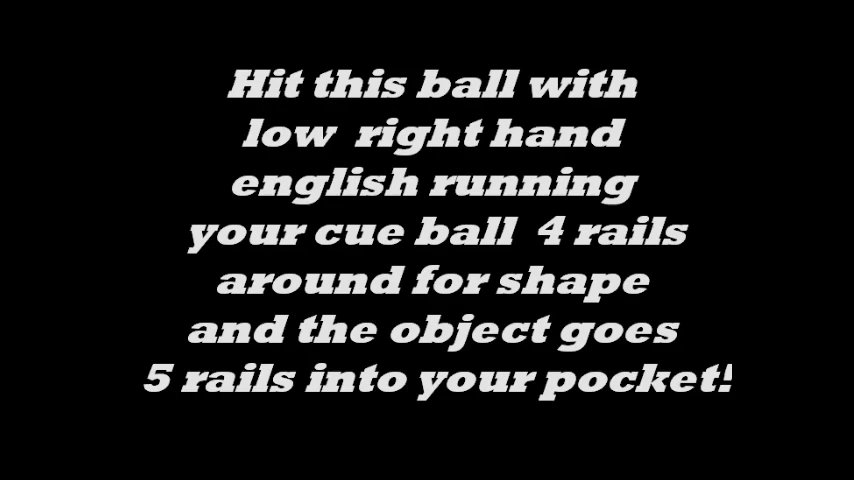 Hit this ball with
low right hand
english running
your cue ball 4 rails
around for shape
and the object goes
5 rails into your pocket!